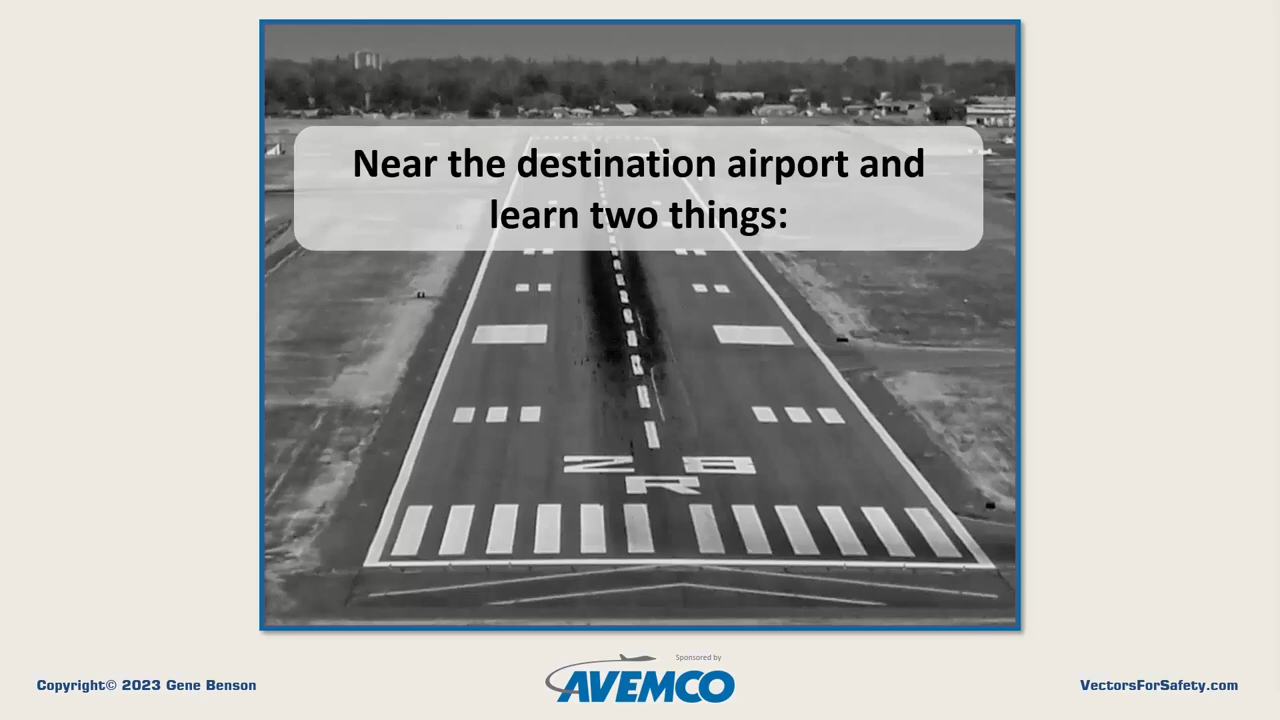 Near the destination airport and
learn two things:
28
R
Sponsored by
AVEMCO
Copyright© 2023 Gene Benson
VectorsForSafety.com